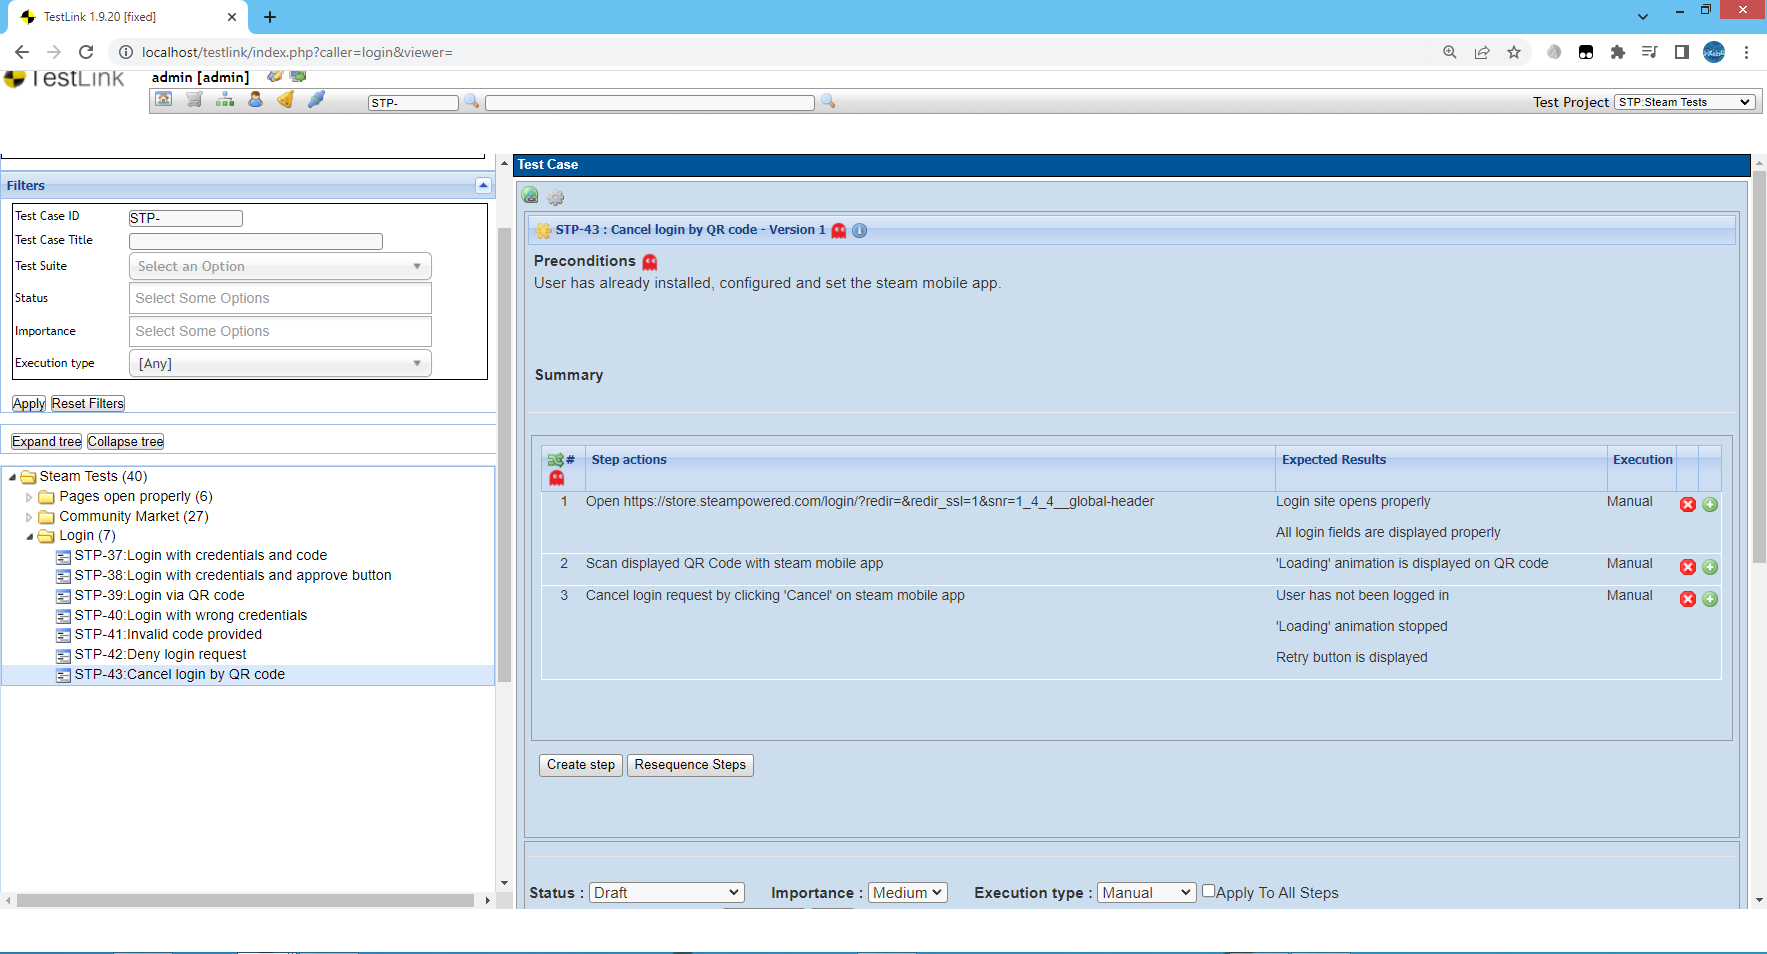 TestLink 1.9.20 [fixed]
localhost/testlink/index.php?caller=login&viewer=
TestLink
admin [admin]
STP-
Test Project STP:Steam Tests
Filters
Test Case ID STP-
Test Case Title
Test Suite Select an Option
Status Select Some Options
Importance Select Some Options
Execution type [Any]
Apply Reset Filters
Expand tree Collapse tree
Steam Tests (40)
Pages open properly (6)
Community Market (27)
Login (7)
STP-37:Login with credentials and code
STP-38:Login with credentials and approve button
STP-39:Login via QR code
STP-40:Login with wrong credentials
STP-41:Invalid code provided
STP-42:Deny login request
STP-43:Cancel login by QR code
Test Case
STP-43 : Cancel login by QR code - Version 1
Preconditions
User has already installed, configured and set the steam mobile app.
Summary
# Step actions Expected Results Execution
1 Open https://store.steampowered.com/login/?redir=&redir_ssl=1&snr=1_4_4__global-header Login site opens properly Manual
All login fields are displayed properly
2 Scan displayed QR Code with steam mobile app 'Loading' animation is displayed on QR code Manual
3 Cancel login request by clicking 'Cancel' on steam mobile app User has not been logged in Manual
'Loading' animation stopped
Retry button is displayed
Create step Resequence Steps
Status : Draft Importance : Medium Execution type : Manual Apply To All Steps